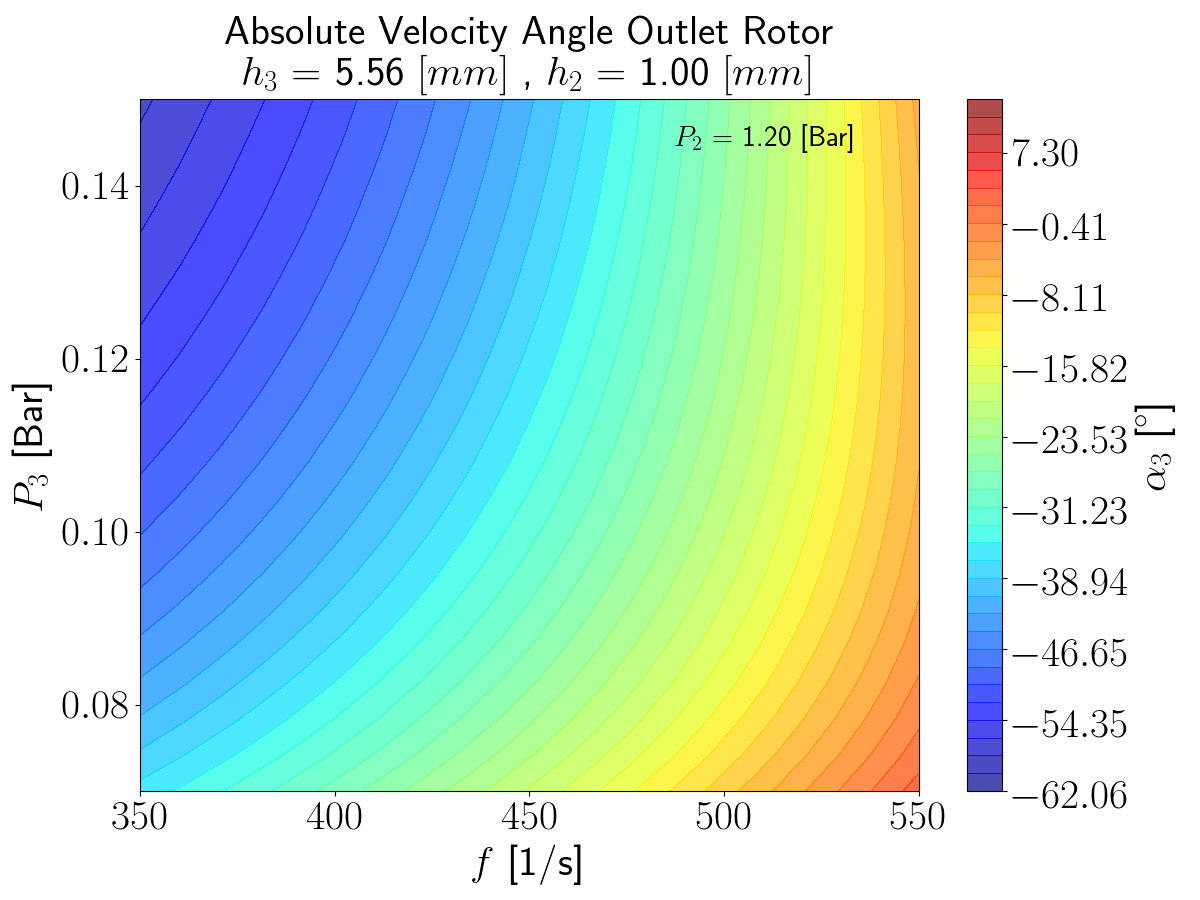 Absolute Velocity Angle Outlet Rotor
h₃ = 5.56 [mm] , h₂ = 1.00 [mm]
P₂ = 1.20 [Bar]
0.14
0.12
0.10
0.08
P₃ [Bar]
350 400 450 500 550
f [1/s]
7.30
−0.41
−8.11
−15.82
−23.53
−31.23
−38.94
−46.65
−54.35
−62.06
α₃ [°]